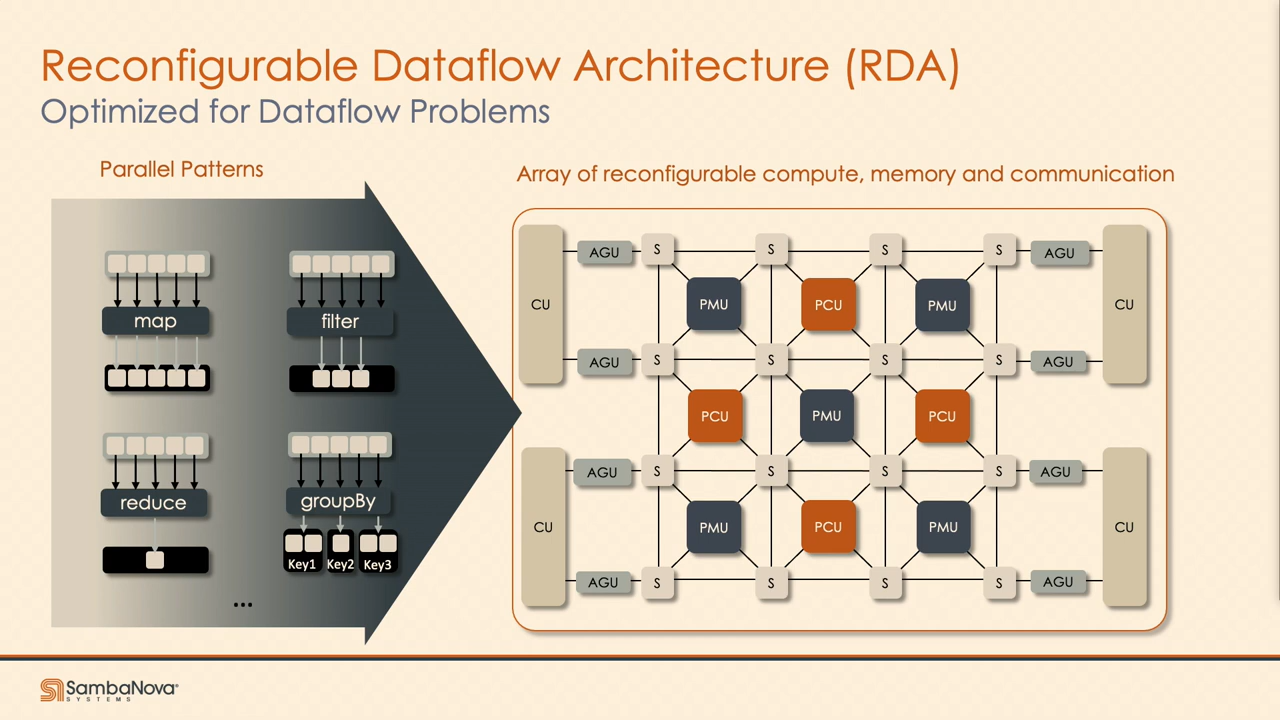 Reconfigurable Dataflow Architecture (RDA)
Optimized for Dataflow Problems
Parallel Patterns
map
filter
reduce
groupBy
Key1 Key2 Key3
...
Array of reconfigurable compute, memory and communication
CU AGU S S S S AGU CU
PMU PCU PMU
AGU S S S S AGU
PCU PMU PCU
CU AGU S S S S AGU CU
PMU PCU PMU
AGU S S S S AGU
SambaNova®
SYSTEMS